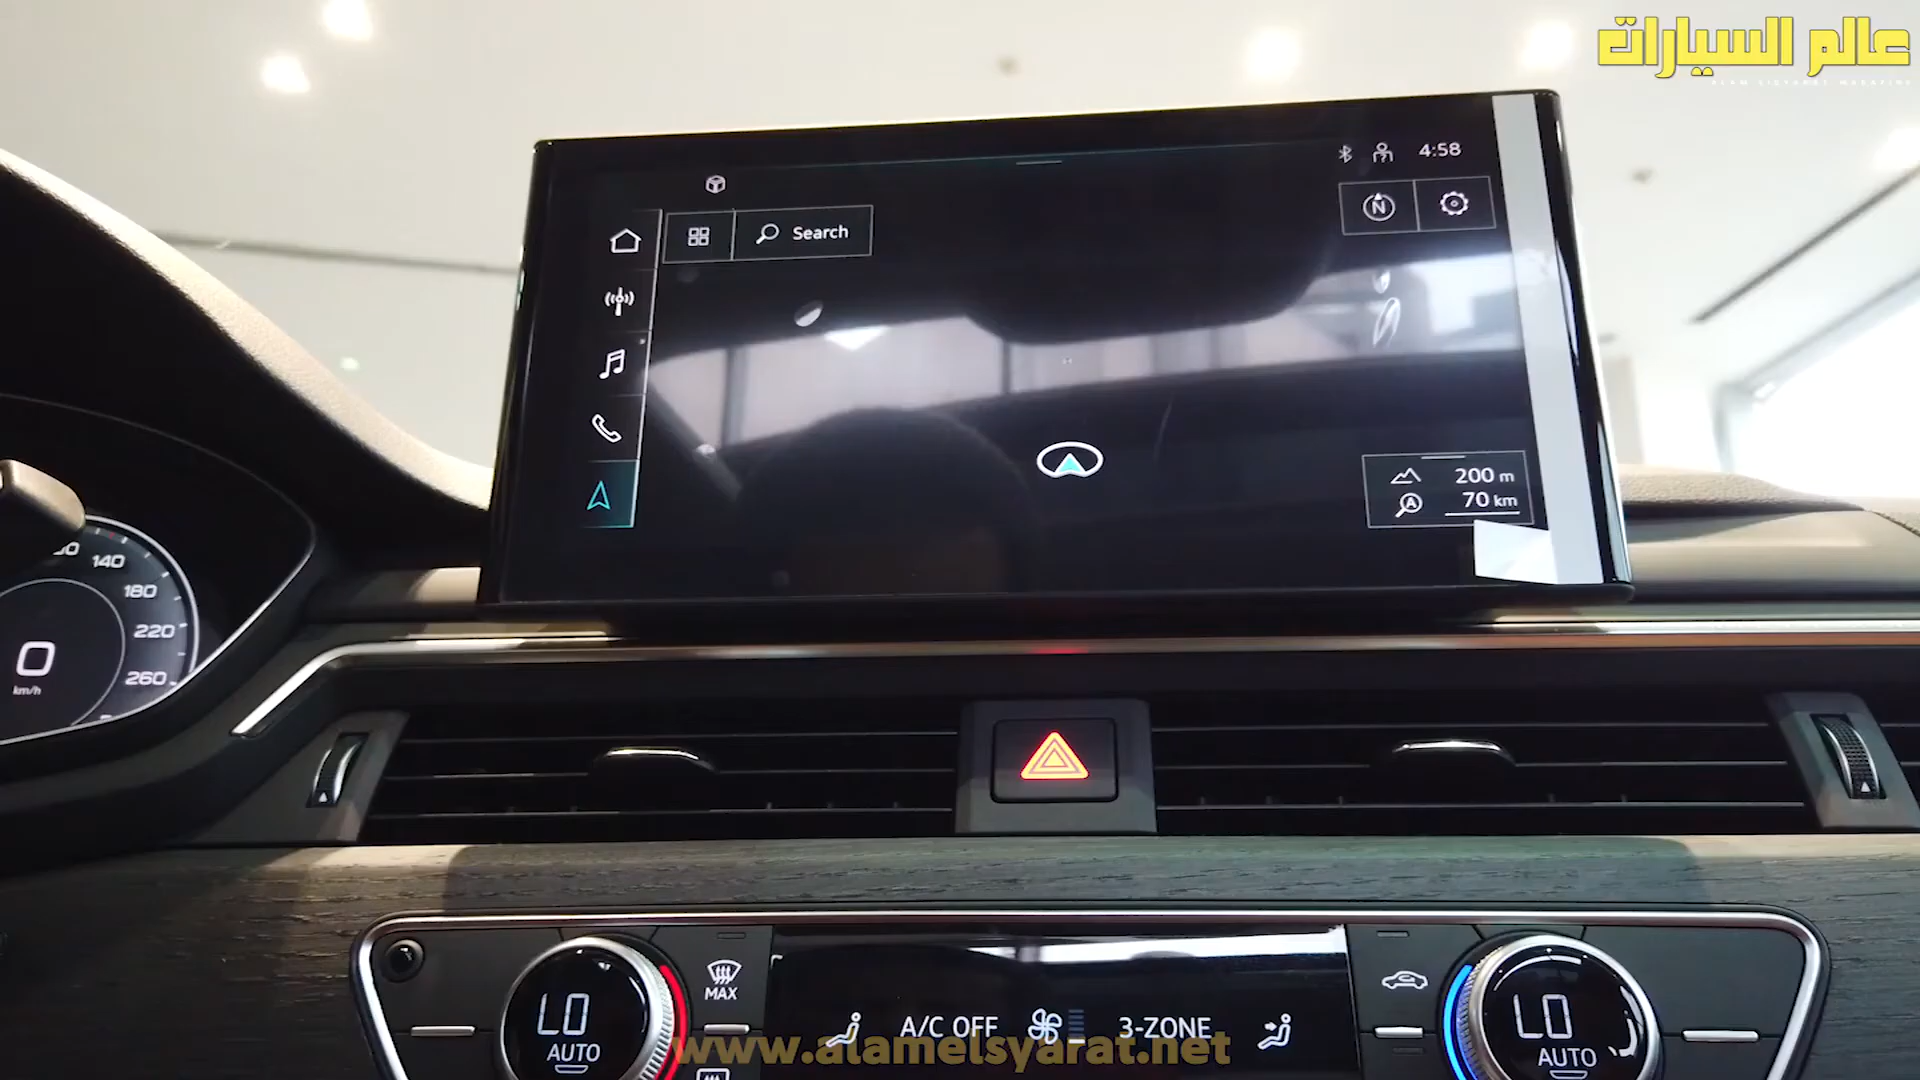 عالم السيارات
4:58
N
Search
200 m
A
70 km
140
180
220
260
0
km/h
MAX
LO
AUTO
A/C OFF
3-ZONE
LO
AUTO
www.alamelsyarat.net